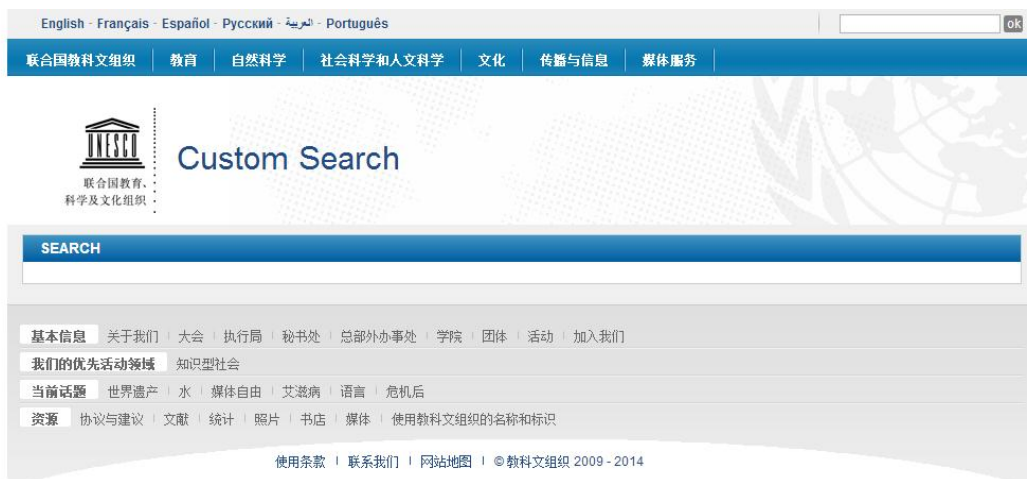 English - Français - Español - Русский - العربية - Português
ok
联合国教科文组织 教育 自然科学 社会科学和人文科学 文化 传播与信息 媒体服务
UNESCO
联合国教育、
科学及文化组织
Custom Search
SEARCH
基本信息 关于我们 大会 执行局 秘书处 总部外办事处 学院 团体 活动 加入我们
我们的优先活动领域 知识型社会
当前话题 世界遗产 水 媒体自由 艾滋病 语言 危机后
资源 协议与建议 文献 统计 照片 书店 媒体 使用教科文组织的名称和标识
使用条款 | 联系我们 | 网站地图 | © 教科文组织 2009 - 2014